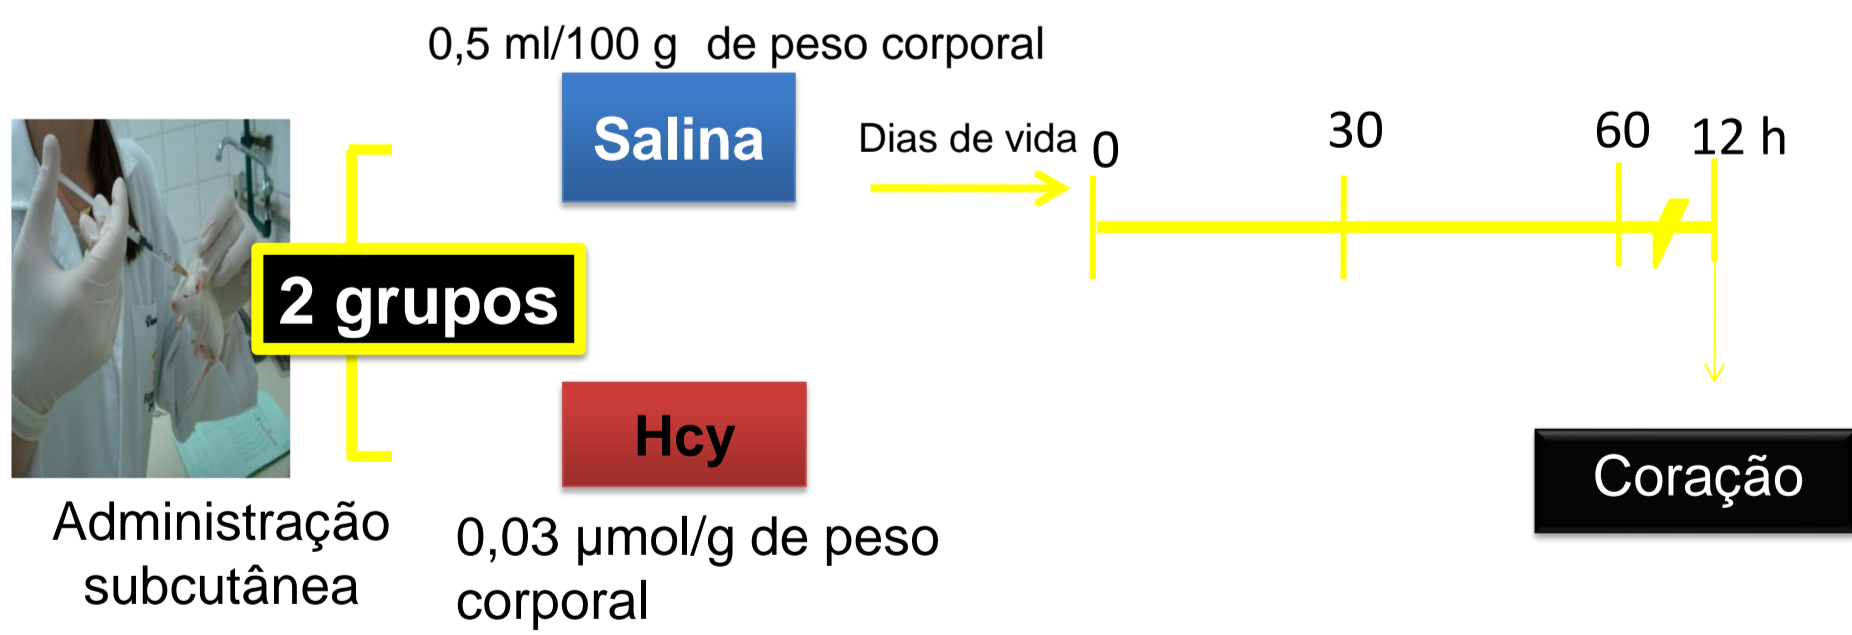 0,5 ml/100 g de peso corporal
Salina
Dias de vida
0
30
60
12 h
2 grupos
Hcy
Coração
Administração
subcutânea
0,03 μmol/g de peso
corporal